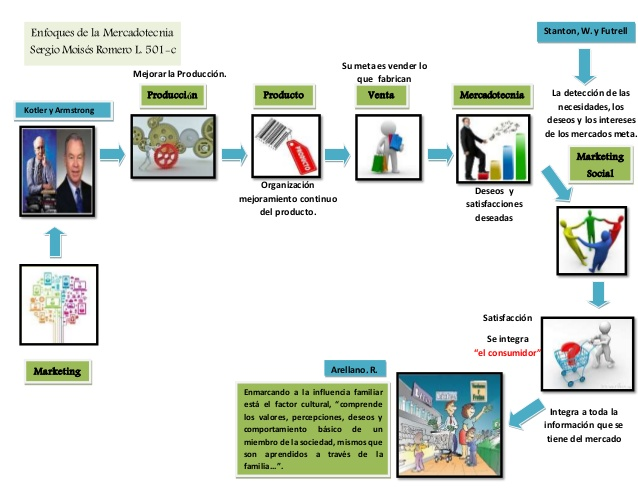 Enfoques de la Mercadotecnia
Sergio Moisés Romero L. 501-c
Stanton, W. y Futrell
Mejorar la Producción.
Su meta es vender lo
que fabrican
Kotler y Armstrong
Producción
Producto
Venta
Mercadotecnia
La detección de las
necesidades, los
deseos y los intereses
de los mercados meta.
PRODUCTO
Marketing
Social
Organización
mejoramiento continuo
del producto.
Deseos y
satisfacciones
deseadas
Satisfacción
Se integra
“el consumidor”
Marketing
Arellano, R.
Enmarcando a la influencia familiar
está el factor cultural, “comprende
los valores, percepciones, deseos y
comportamiento básico de un
miembro de la sociedad, mismos que
son aprendidos a través de la
familia…”.
Integra a toda la
información que se
tiene del mercado